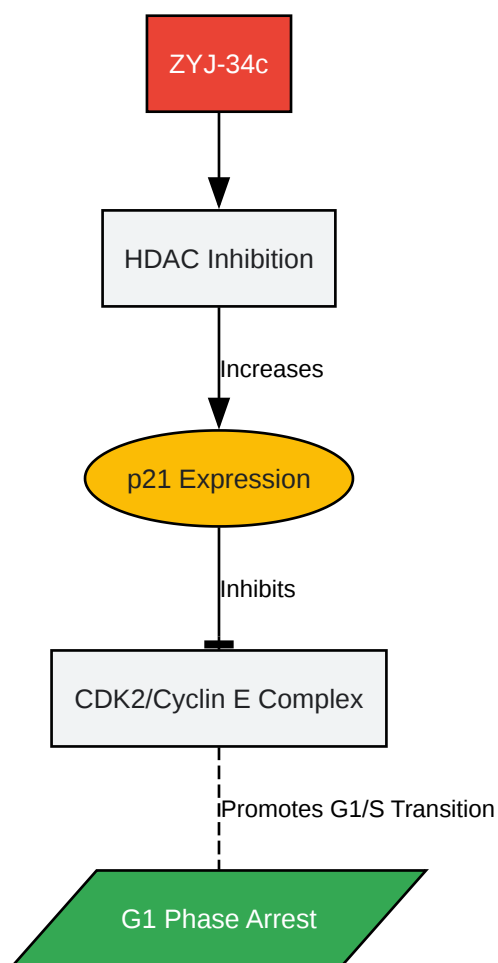 ZYJ-34c
HDAC Inhibition
Increases
p21 Expression
Inhibits
CDK2/Cyclin E Complex
Promotes G1/S Transition
G1 Phase Arrest